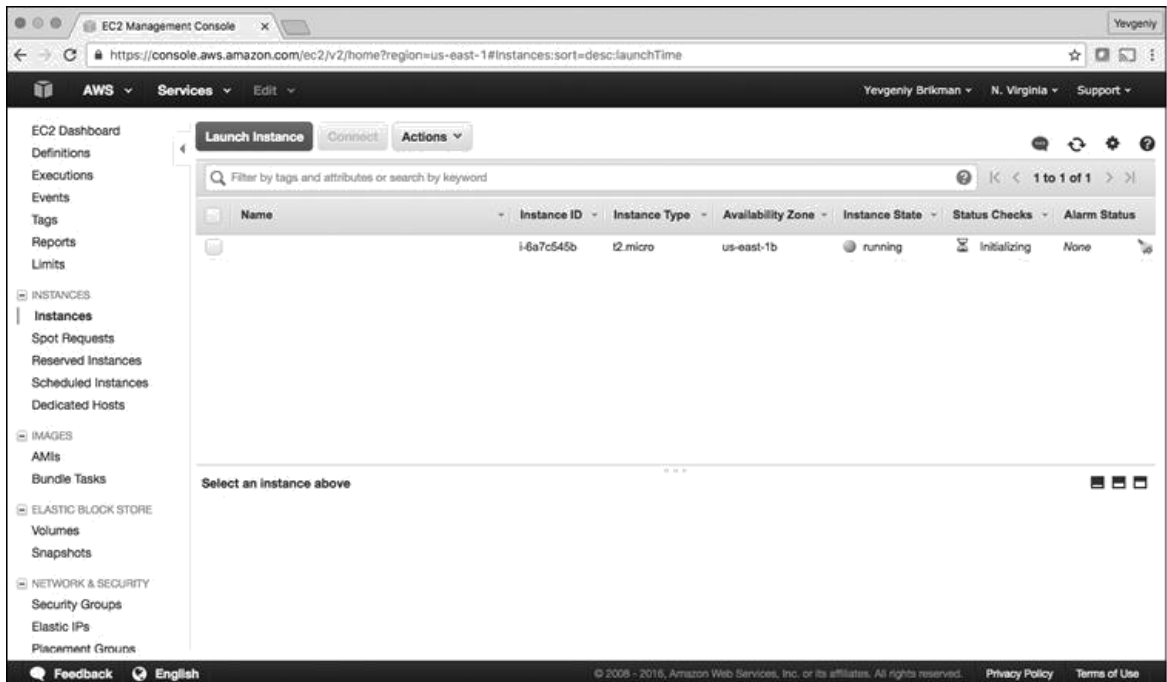 EC2 Management Console
Yevgeniy
https://console.aws.amazon.com/ec2/v2/home?region=us-east-1#Instances:sort=desc:launchTime
AWS Services Edit Yevgeniy Brikman N. Virginia Support
EC2 Dashboard
Definitions
Executions
Events
Tags
Reports
Limits
INSTANCES
Instances
Spot Requests
Reserved Instances
Scheduled Instances
Dedicated Hosts
IMAGES
AMIs
Bundle Tasks
ELASTIC BLOCK STORE
Volumes
Snapshots
NETWORK & SECURITY
Security Groups
Elastic IPs
Placement Groups
Launch Instance Connect Actions
Filter by tags and attributes or search by keyword
1 to 1 of 1
Name Instance ID Instance Type Availability Zone Instance State Status Checks Alarm Status
i-6a7c545b t2.micro us-east-1b running Initializing None
Select an instance above
Feedback English © 2008 - 2016, Amazon Web Services, Inc. or its affiliates. All rights reserved. Privacy Policy Terms of Use